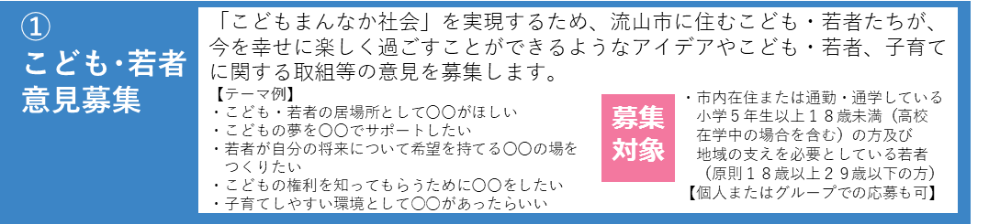 ①
こども・若者
意見募集
「こどもまんなか社会」を実現するため、流山市に住むこども・若者たちが、
今を幸せに楽しく過ごすことができるようなアイデアやこども・若者、子育て
に関する取組等の意見を募集します。
【テーマ例】
・こども・若者の居場所として〇〇がほしい
・こどもの夢を〇〇でサポートしたい
・若者が自分の将来について希望を持てる〇〇の場を
つくりたい
・こどもの権利を知ってもらうために〇〇をしたい
・子育てしやすい環境として〇〇があったらいい
募集
対象
・市内在住または通勤・通学している
小学５年生以上１８歳未満（高校
在学中の場合を含む）の方及び
地域の支えを必要としている若者
（原則１８歳以上２９歳以下の方）
【個人またはグループでの応募も可】